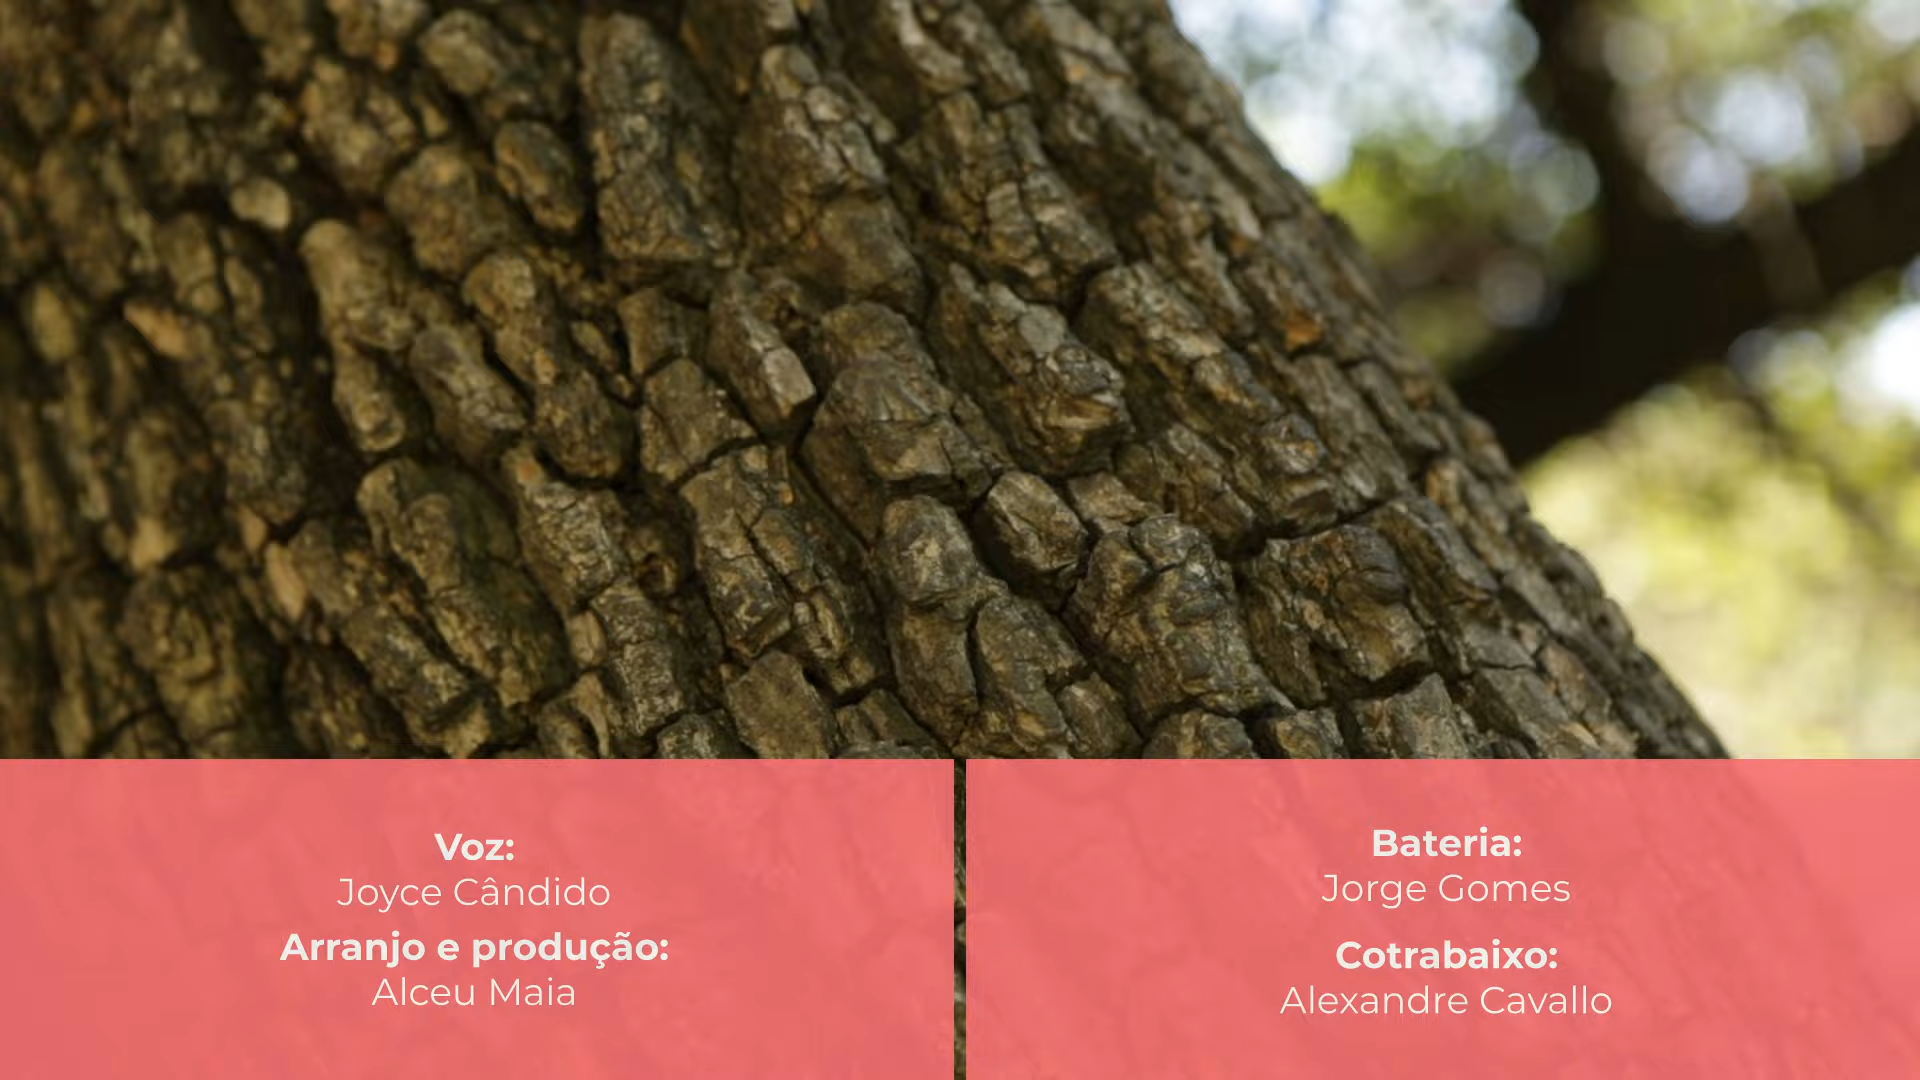 Voz:
Joyce Cândido
Arranjo e produção:
Alceu Maia
Bateria:
Jorge Gomes
Cotrabaixo:
Alexandre Cavallo